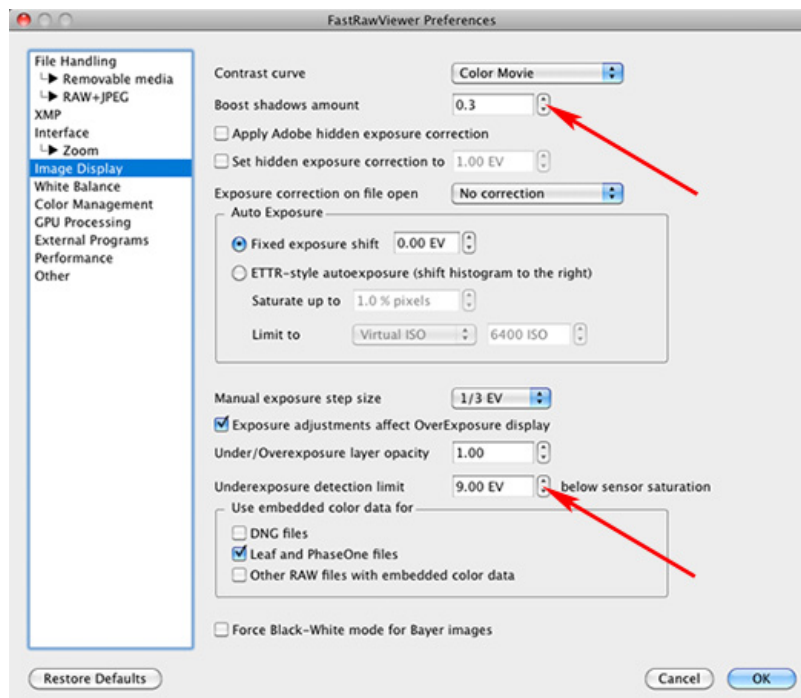 FastRawViewer Preferences
File Handling
Removable media
RAW+JPEG
XMP
Interface
Zoom
Image Display
White Balance
Color Management
GPU Processing
External Programs
Performance
Other
Contrast curve Color Movie
Boost shadows amount 0.3
Apply Adobe hidden exposure correction
Set hidden exposure correction to 1.00 EV
Exposure correction on file open No correction
Auto Exposure
Fixed exposure shift 0.00 EV
ETTR-style autoexposure (shift histogram to the right)
Saturate up to 1.0 % pixels
Limit to Virtual ISO 6400 ISO
Manual exposure step size 1/3 EV
Exposure adjustments affect OverExposure display
Under/Overexposure layer opacity 1.00
Underexposure detection limit 9.00 EV below sensor saturation
Use embedded color data for
DNG files
Leaf and PhaseOne files
Other RAW files with embedded color data
Force Black-White mode for Bayer images
Restore Defaults Cancel OK